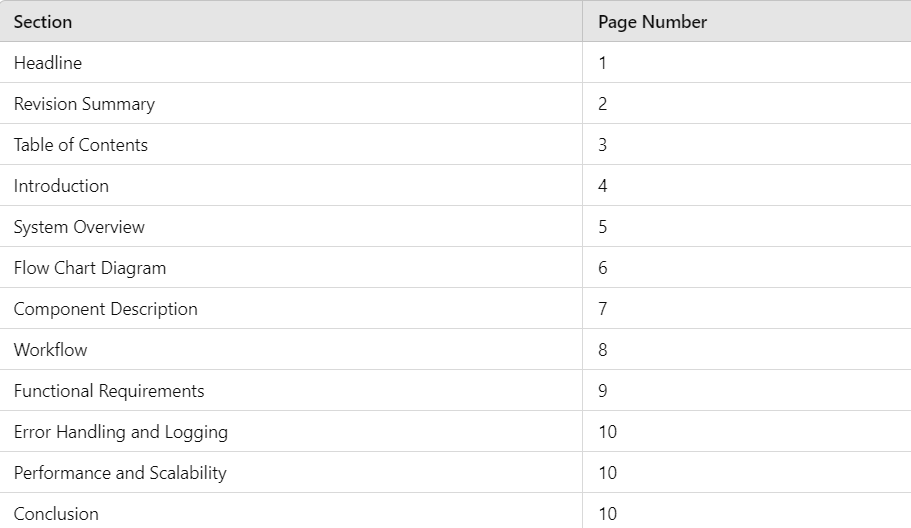 Section Page Number
Headline 1
Revision Summary 2
Table of Contents 3
Introduction 4
System Overview 5
Flow Chart Diagram 6
Component Description 7
Workflow 8
Functional Requirements 9
Error Handling and Logging 10
Performance and Scalability 10
Conclusion 10